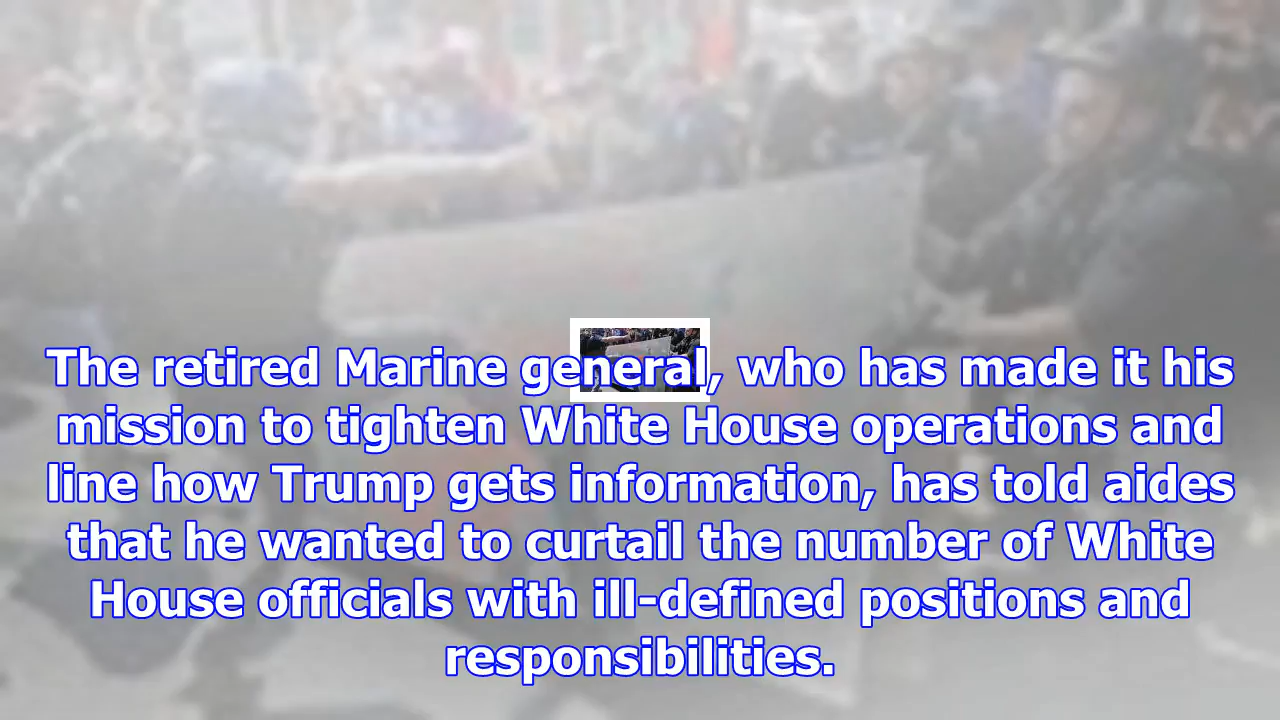 The retired Marine general, who has made it his
mission to tighten White House operations and
line how Trump gets information, has told aides
that he wanted to curtail the number of White
House officials with ill-defined positions and
responsibilities.